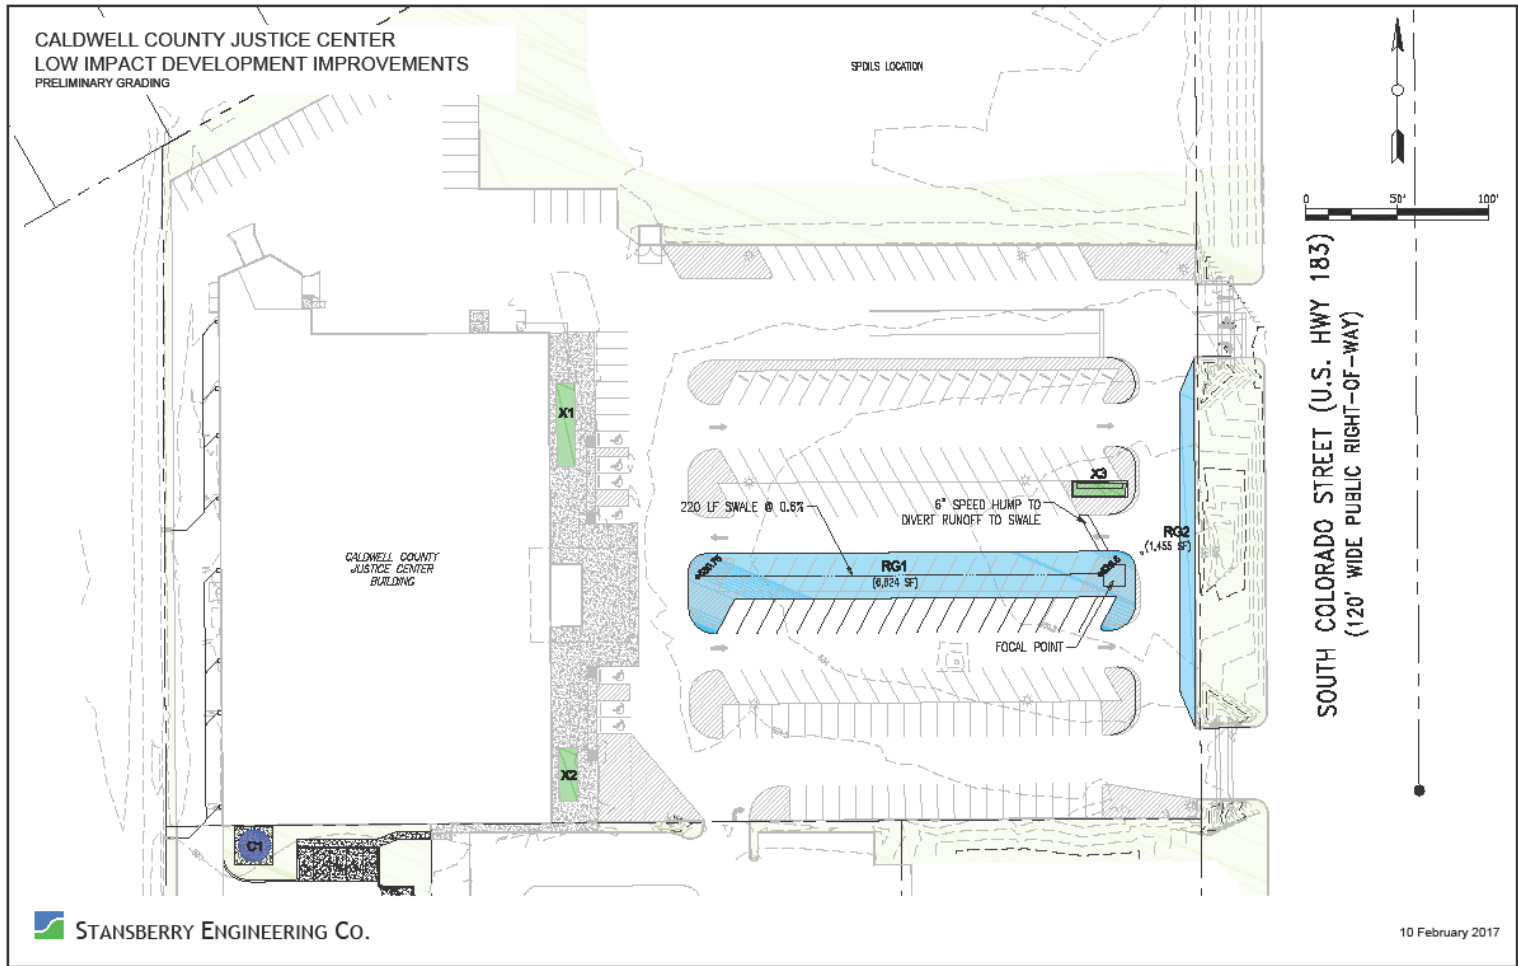 CALDWELL COUNTY JUSTICE CENTER
LOW IMPACT DEVELOPMENT IMPROVEMENTS
PRELIMINARY GRADING
SPDILS LOCATION
0 50' 100'
SOUTH COLORADO STREET (U.S. HWY 183)
(120' WIDE PUBLIC RIGHT-OF-WAY)
X1
X3
220 LF SWALE @ 0.6%
6" SPEED HUMP TO
DIVERT RUNOFF TO SWALE
RG2
(1,455 SF)
CALDWELL COUNTY
JUSTICE CENTER
BUILDING
RG1
(6,824 SF)
FOCAL POINT
X2
C1
STANSBERRY ENGINEERING CO.
10 February 2017